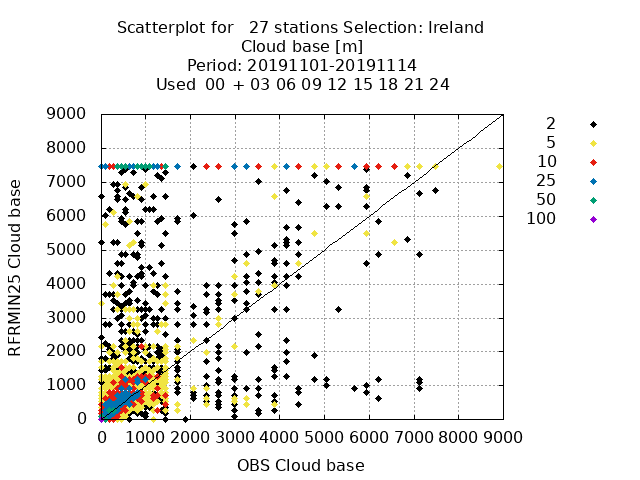 Scatterplot for   27 stations Selection: Ireland
Cloud base [m]
Period: 20191101-20191114
Used  00 + 03 06 09 12 15 18 21 24
9000
8000
7000
6000
5000
4000
3000
2000
1000
0
RFRMIN25 Cloud base
0 1000 2000 3000 4000 5000 6000 7000 8000 9000
OBS Cloud base
2
5
10
25
50
100